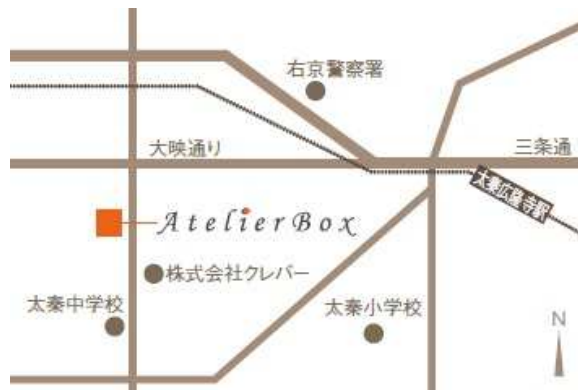 右京警察署
大映通り
三条通
太秦広隆寺駅
AtelierBox
株式会社クレバー
太秦中学校
太秦小学校
N